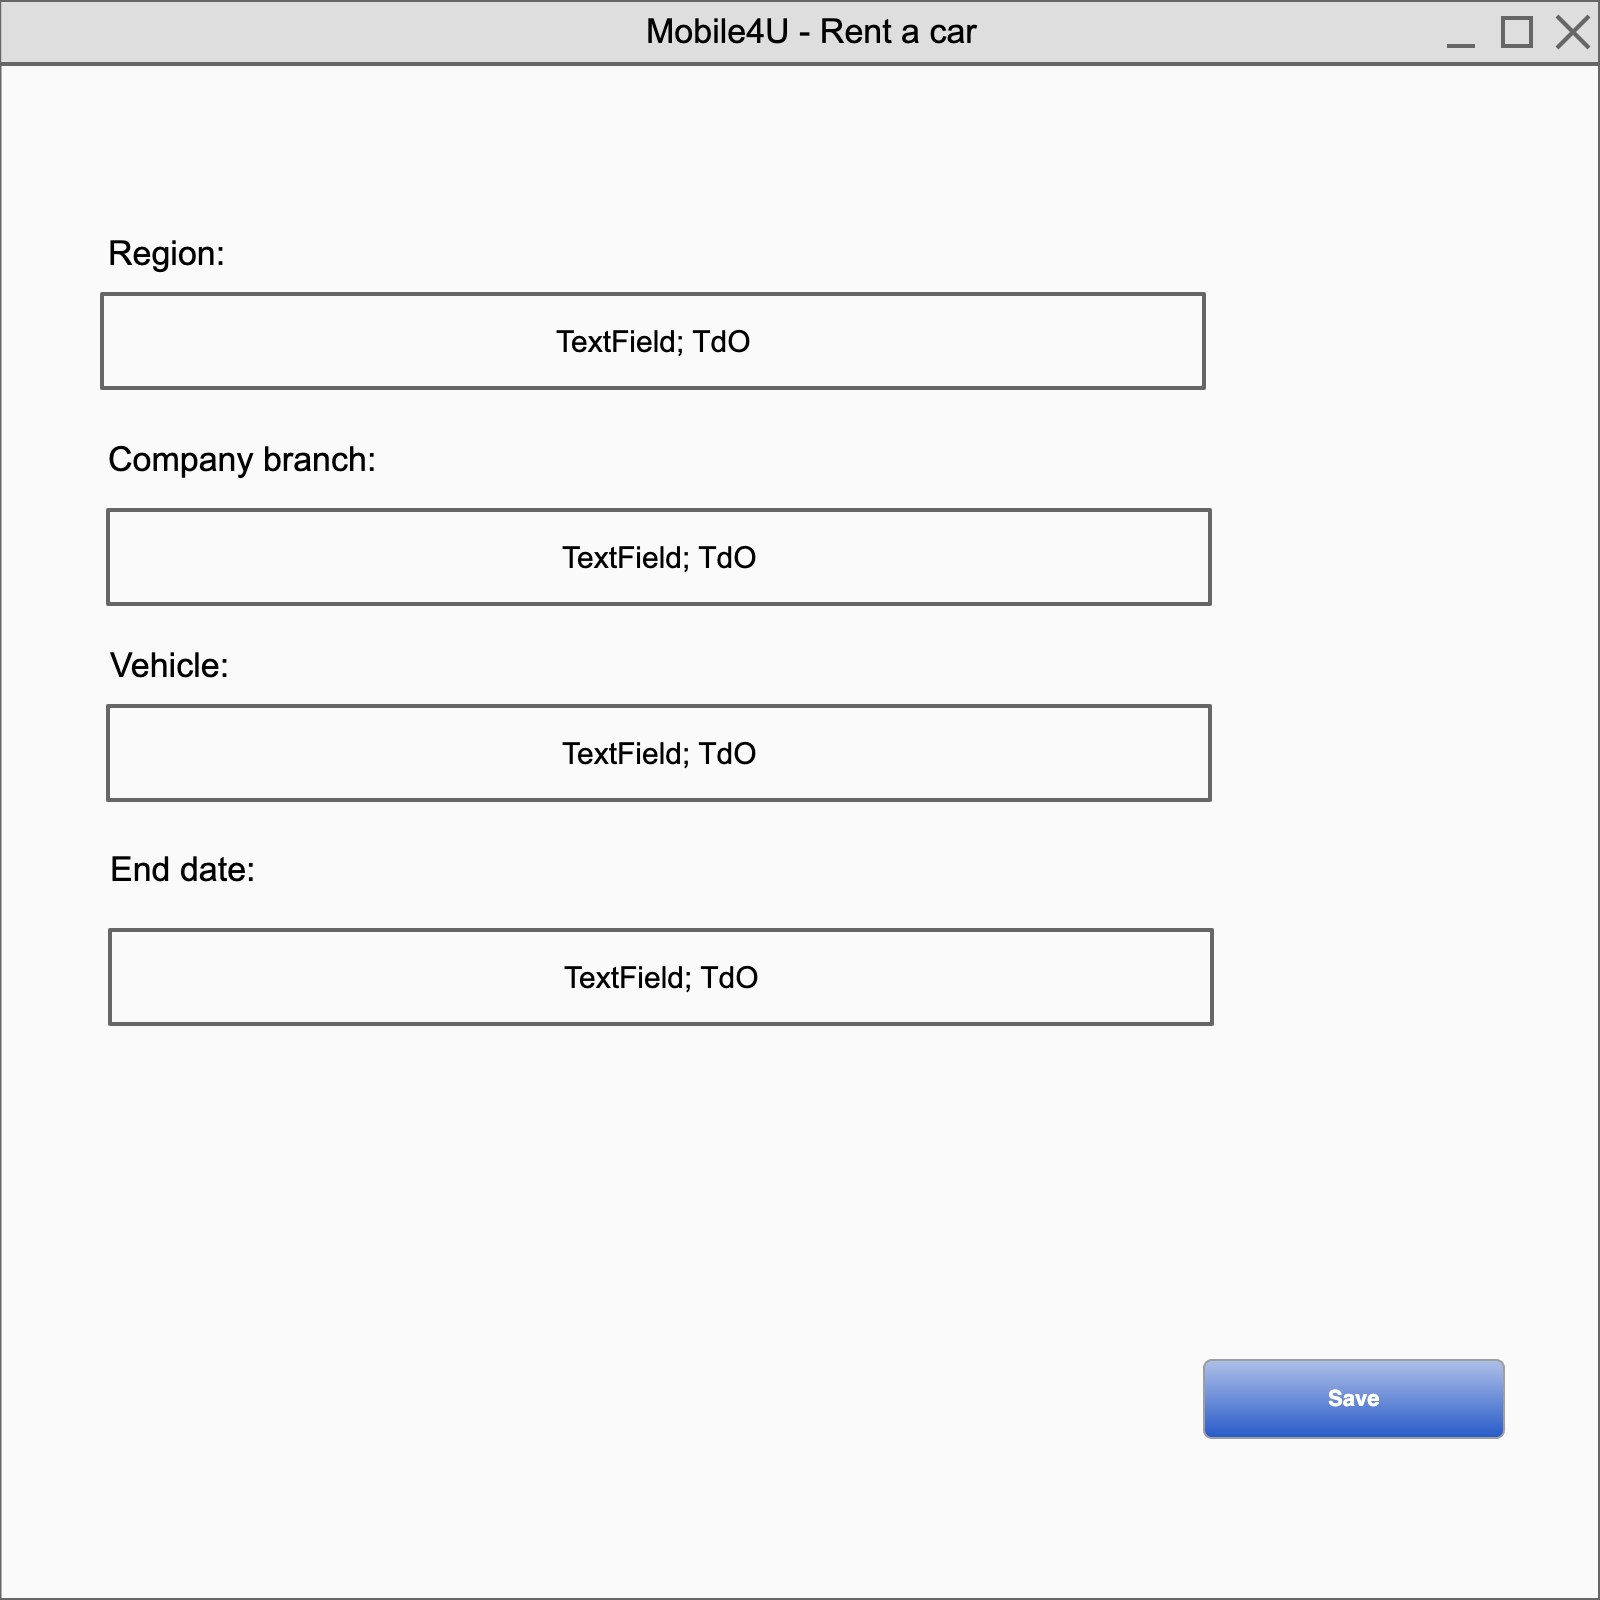 Mobile4U - Rent a car
Region:
TextField; TdO
Company branch:
TextField; TdO
Vehicle:
TextField; TdO
End date:
TextField; TdO
Save